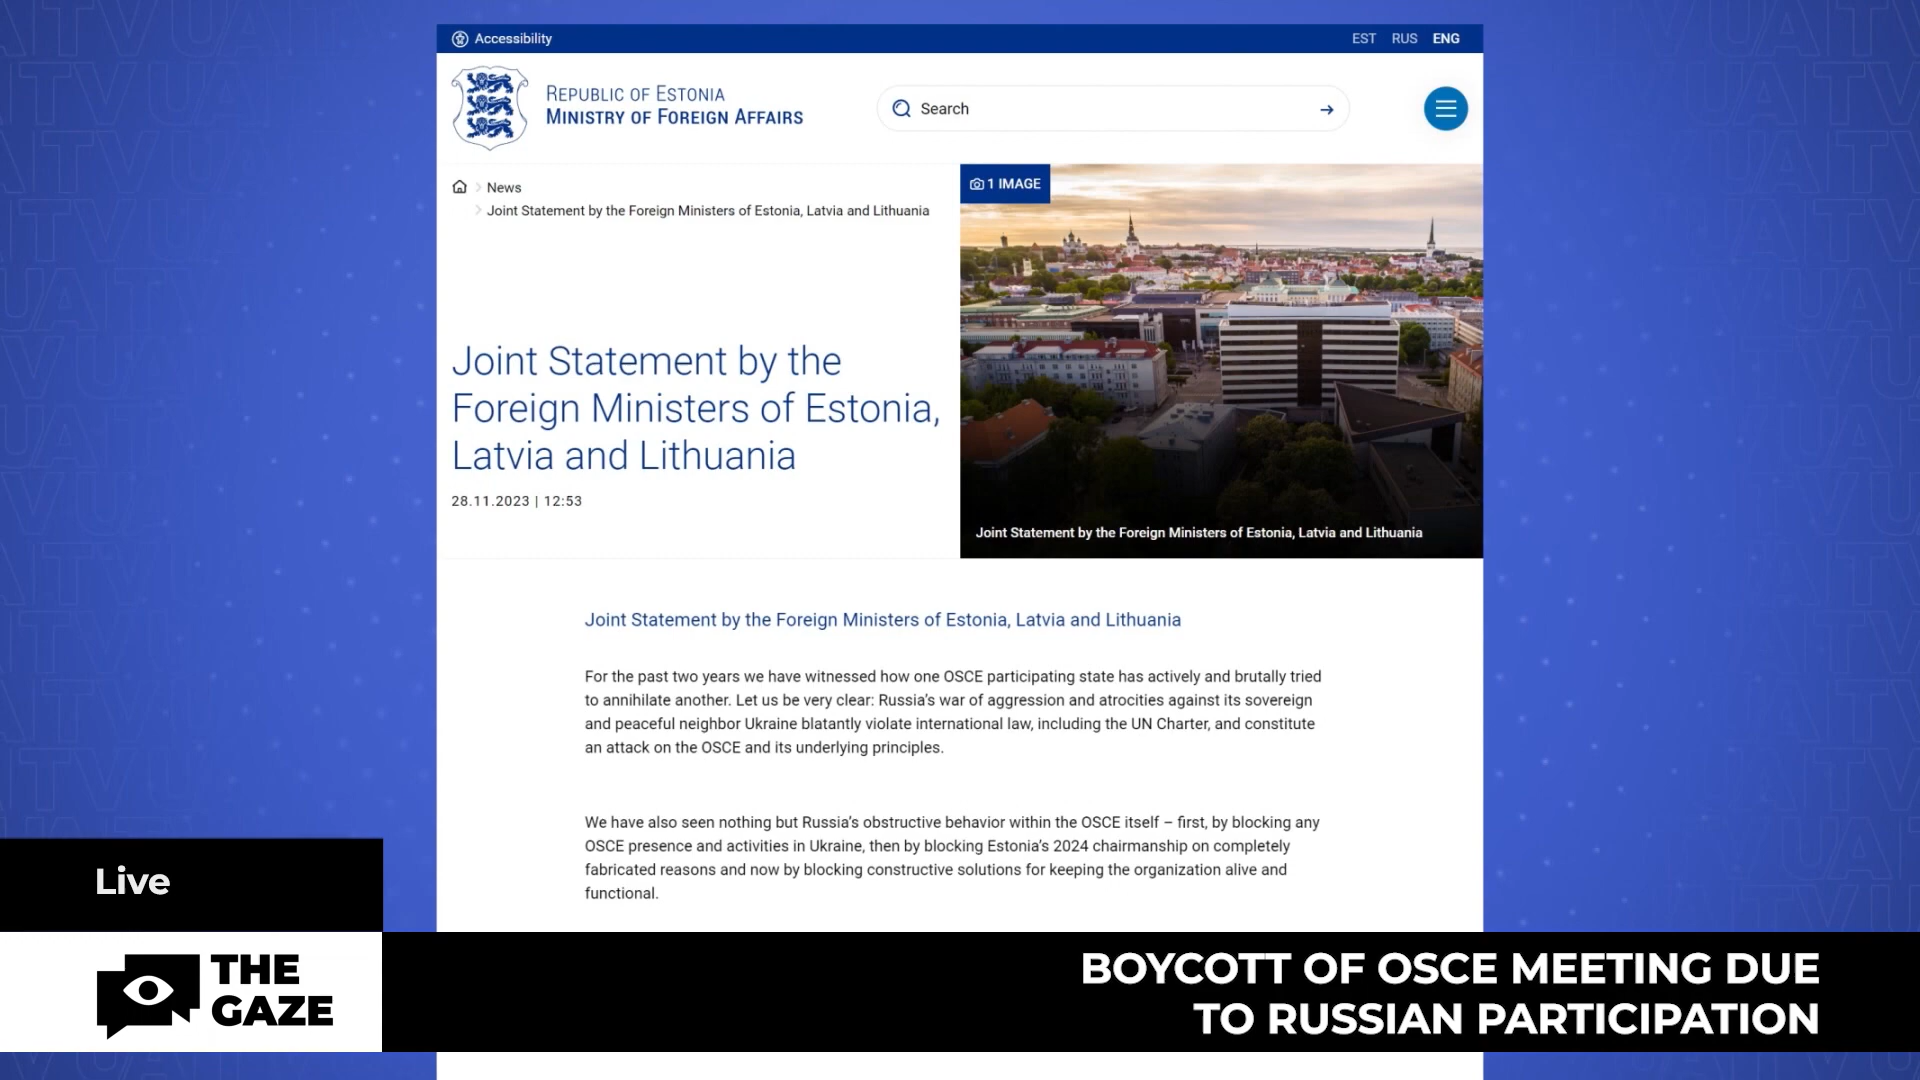 Accessibility
EST RUS ENG
REPUBLIC OF ESTONIA
MINISTRY OF FOREIGN AFFAIRS
Search
News
Joint Statement by the Foreign Ministers of Estonia, Latvia and Lithuania
1 IMAGE
Joint Statement by the
Foreign Ministers of Estonia,
Latvia and Lithuania
28.11.2023 | 12:53
Joint Statement by the Foreign Ministers of Estonia, Latvia and Lithuania
Joint Statement by the Foreign Ministers of Estonia, Latvia and Lithuania
For the past two years we have witnessed how one OSCE participating state has actively and brutally tried
to annihilate another. Let us be very clear: Russia’s war of aggression and atrocities against its sovereign
and peaceful neighbor Ukraine blatantly violate international law, including the UN Charter, and constitute
an attack on the OSCE and its underlying principles.
We have also seen nothing but Russia’s obstructive behavior within the OSCE itself – first, by blocking any
OSCE presence and activities in Ukraine, then by blocking Estonia’s 2024 chairmanship on completely
fabricated reasons and now by blocking constructive solutions for keeping the organization alive and
functional.
Live
THE
GAZE
BOYCOTT OF OSCE MEETING DUE
TO RUSSIAN PARTICIPATION